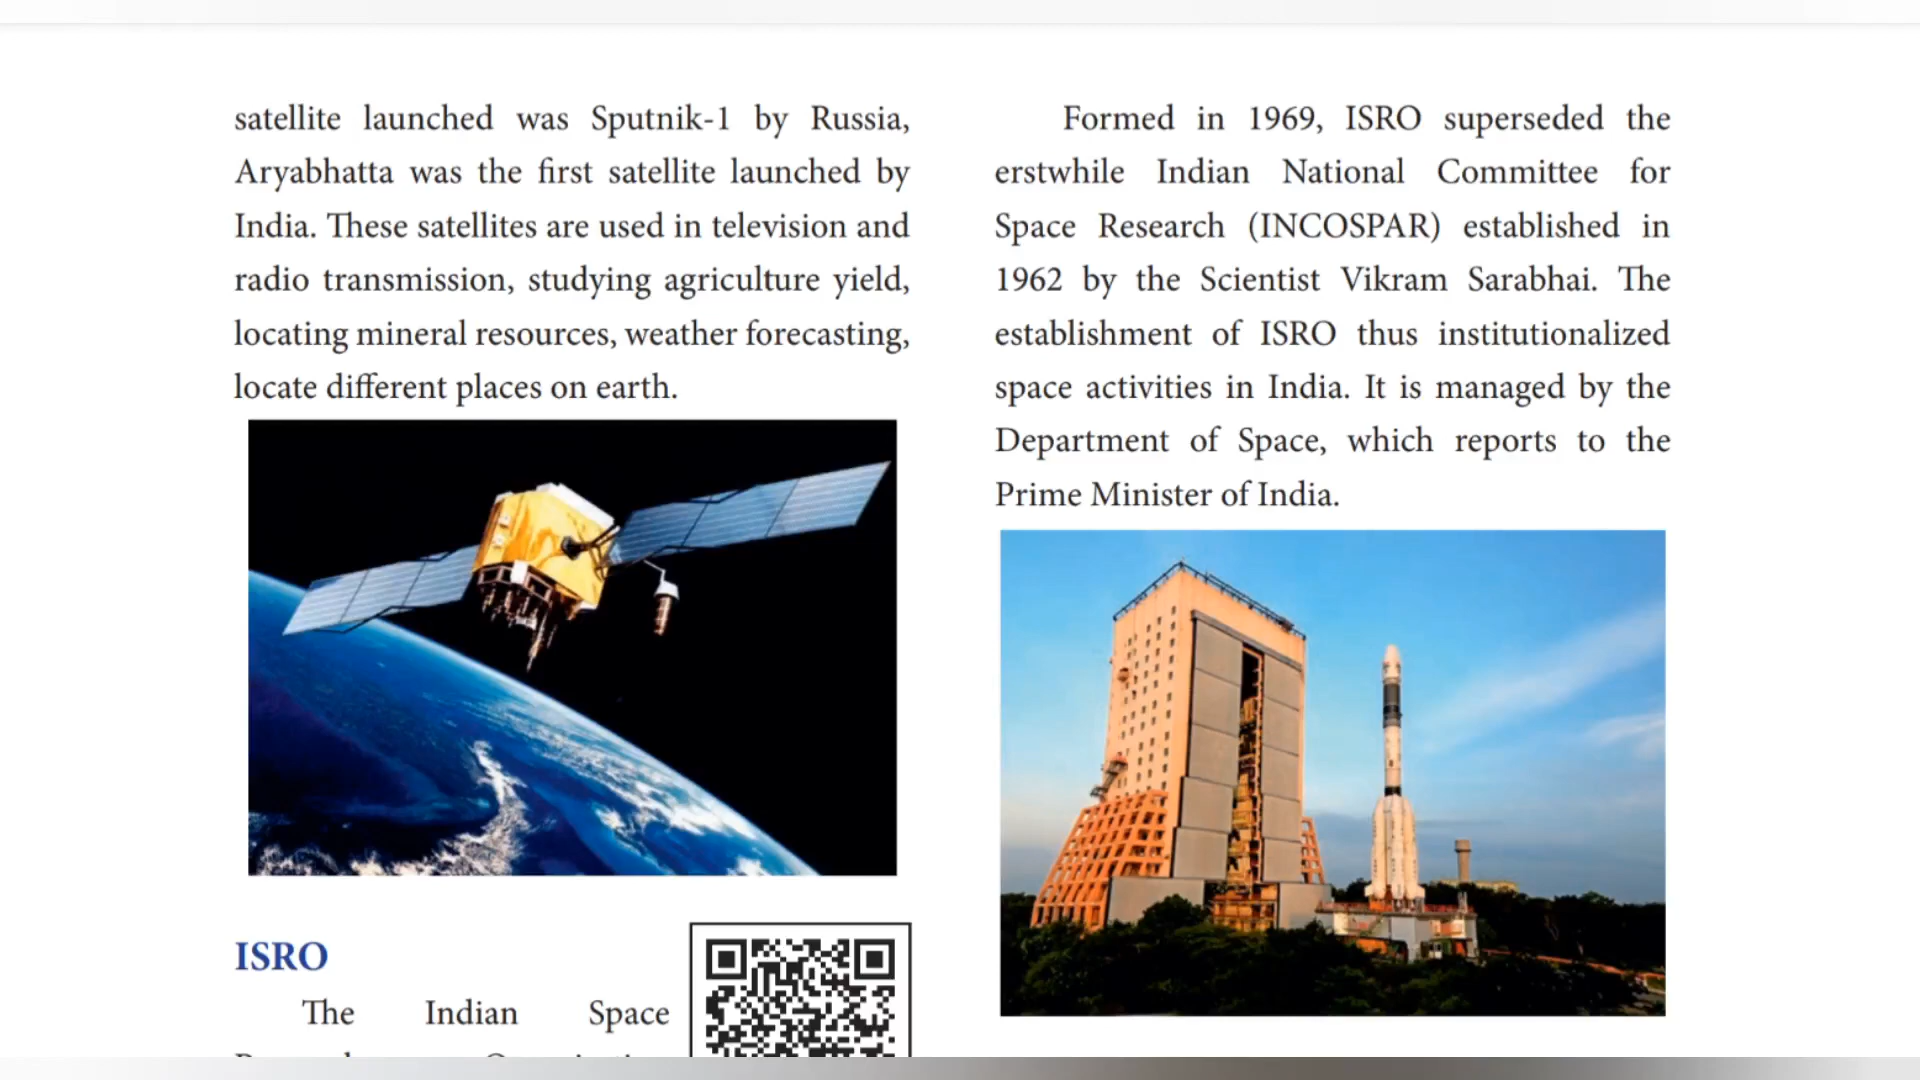 satellite launched was Sputnik-1 by Russia,
Aryabhatta was the first satellite launched by
India. These satellites are used in television and
radio transmission, studying agriculture yield,
locating mineral resources, weather forecasting,
locate different places on earth.
ISRO
The Indian Space
Formed in 1969, ISRO superseded the
erstwhile Indian National Committee for
Space Research (INCOSPAR) established in
1962 by the Scientist Vikram Sarabhai. The
establishment of ISRO thus institutionalized
space activities in India. It is managed by the
Department of Space, which reports to the
Prime Minister of India.